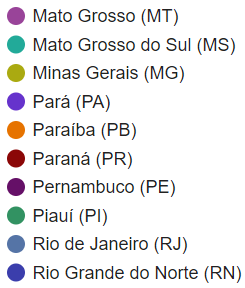 Mato Grosso (MT)
Mato Grosso do Sul (MS)
Minas Gerais (MG)
Pará (PA)
Paraíba (PB)
Paraná (PR)
Pernambuco (PE)
Piauí (PI)
Rio de Janeiro (RJ)
Rio Grande do Norte (RN)